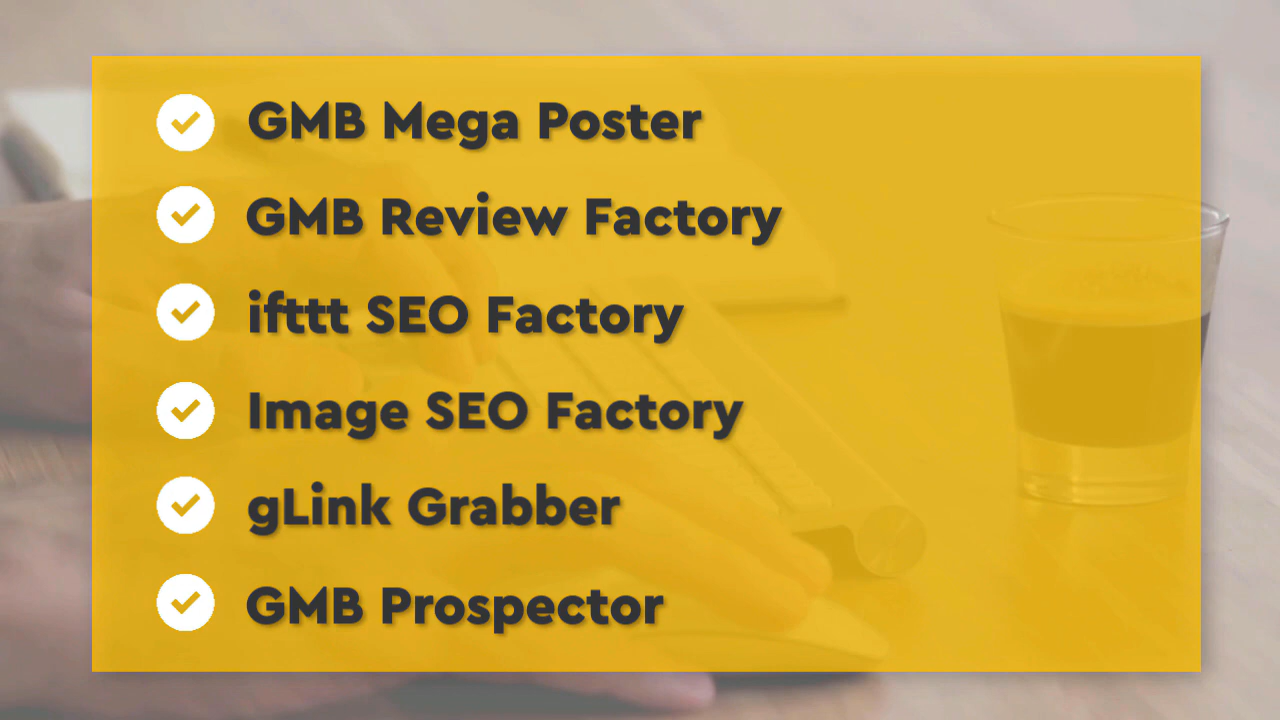 GMB Mega Poster
GMB Review Factory
ifttt SEO Factory
Image SEO Factory
gLink Grabber
GMB Prospector